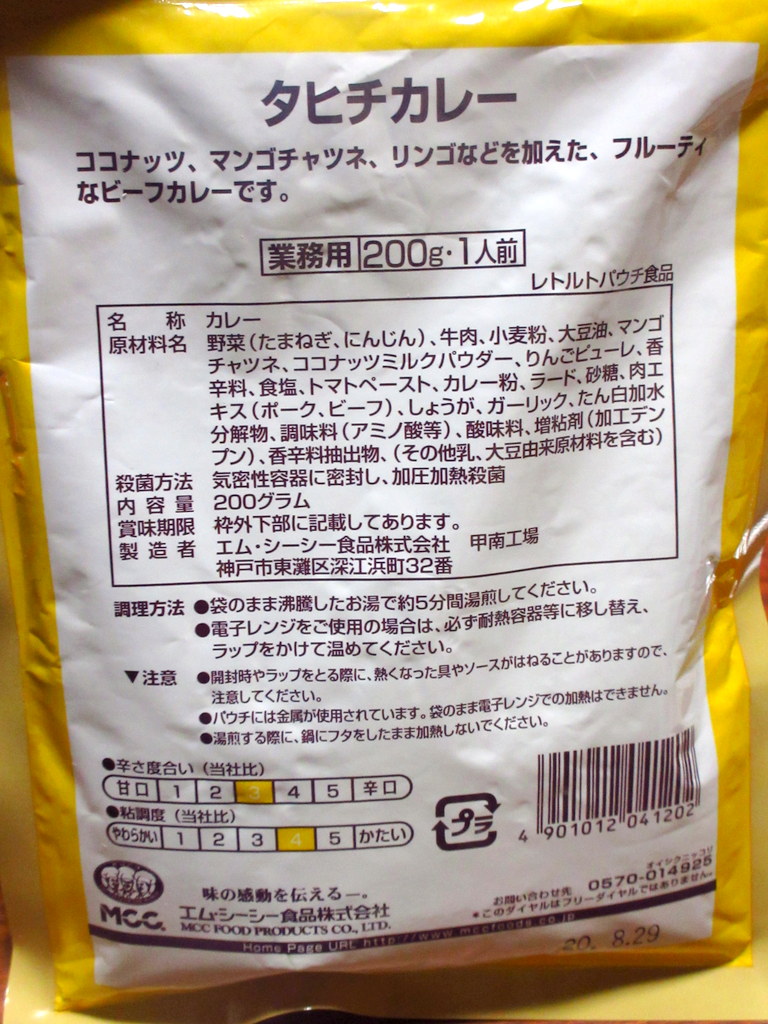 タヒチカレー
ココナッツ、マンゴチャツネ、リンゴなどを加えた、フルーティ
なビーフカレーです。
業務用 200g・1人前
レトルトパウチ食品
名称 カレー
原材料名 野菜(たまねぎ、にんじん)、牛肉、小麦粉、大豆油、マンゴ
チャツネ、ココナッツミルクパウダー、りんごピューレ、香
辛料、食塩、トマトペースト、カレー粉、ラード、砂糖、肉エ
キス(ポーク、ビーフ)、しょうが、ガーリック、たん白加水
分解物、調味料(アミノ酸等)、酸味料、増粘剤(加工デン
プン)、香辛料抽出物、(その他乳、大豆由来原材料を含む)
殺菌方法 気密性容器に密封し、加圧加熱殺菌
内容量 200グラム
賞味期限 枠外下部に記載してあります。
製造者 エム・シーシー食品株式会社 甲南工場
神戸市東灘区深江浜町32番
調理方法 ●袋のまま沸騰したお湯で約5分間湯煎してください。
●電子レンジをご使用の場合は、必ず耐熱容器等に移し替え、
ラップをかけて温めてください。
▼注意 ●開封時やラップをとる際に、熱くなった具やソースがはねることがありますので、
注意してください。
●パウチには金属が使用されています。袋のまま電子レンジでの加熱はできません。
●湯煎する際に、鍋にフタをしたまま加熱しないでください。
●辛さ度合い(当社比)
甘口 1 2 3 4 5 辛口
●粘調度(当社比)
やわらかい 1 2 3 4 5 かたい
プラ
4 901012 041202
味の感動を伝える―。
MCC エム・シーシー食品株式会社
MCC FOOD PRODUCTS CO., LTD.
オイシクニッコリ
お問い合わせ先 0570-014925
*このダイヤルはフリーダイヤルではありません。
Home Page URL http://www.mccfoods.co.jp
20. 8.29